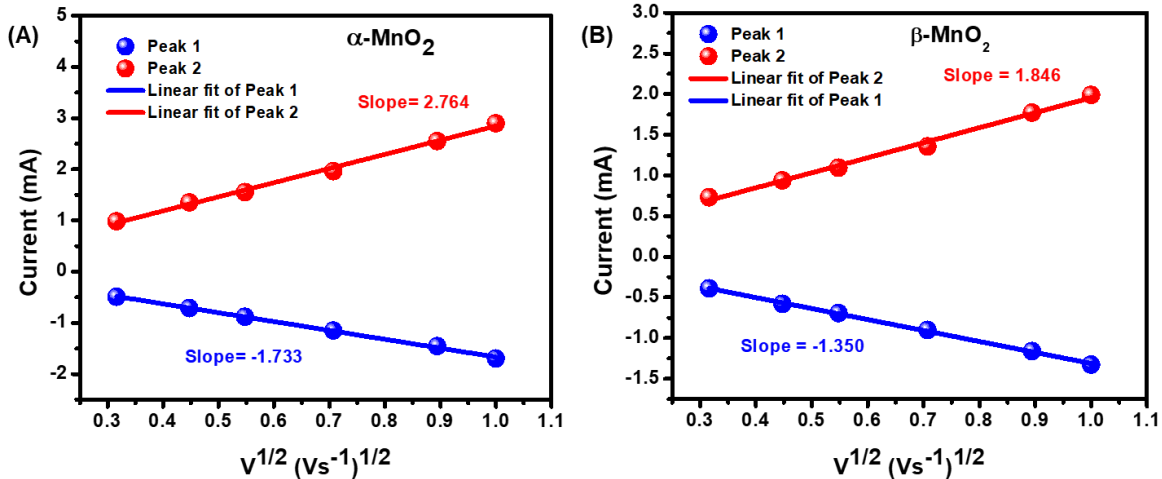 (A)
α-MnO2
Peak 1
Peak 2
Linear fit of Peak 1
Linear fit of Peak 2
Slope= 2.764
Slope= -1.733
5
4
3
2
1
0
-1
-2
Current (mA)
0.3 0.4 0.5 0.6 0.7 0.8 0.9 1.0 1.1
V1/2 (Vs-1)1/2
(B)
β-MnO2
Peak 1
Peak 2
Linear fit of Peak 2
Linear fit of Peak 1
Slope = 1.846
Slope = -1.350
3.0
2.5
2.0
1.5
1.0
0.5
0.0
-0.5
-1.0
-1.5
Current (mA)
0.3 0.4 0.5 0.6 0.7 0.8 0.9 1.0 1.1
V1/2 (Vs-1)1/2